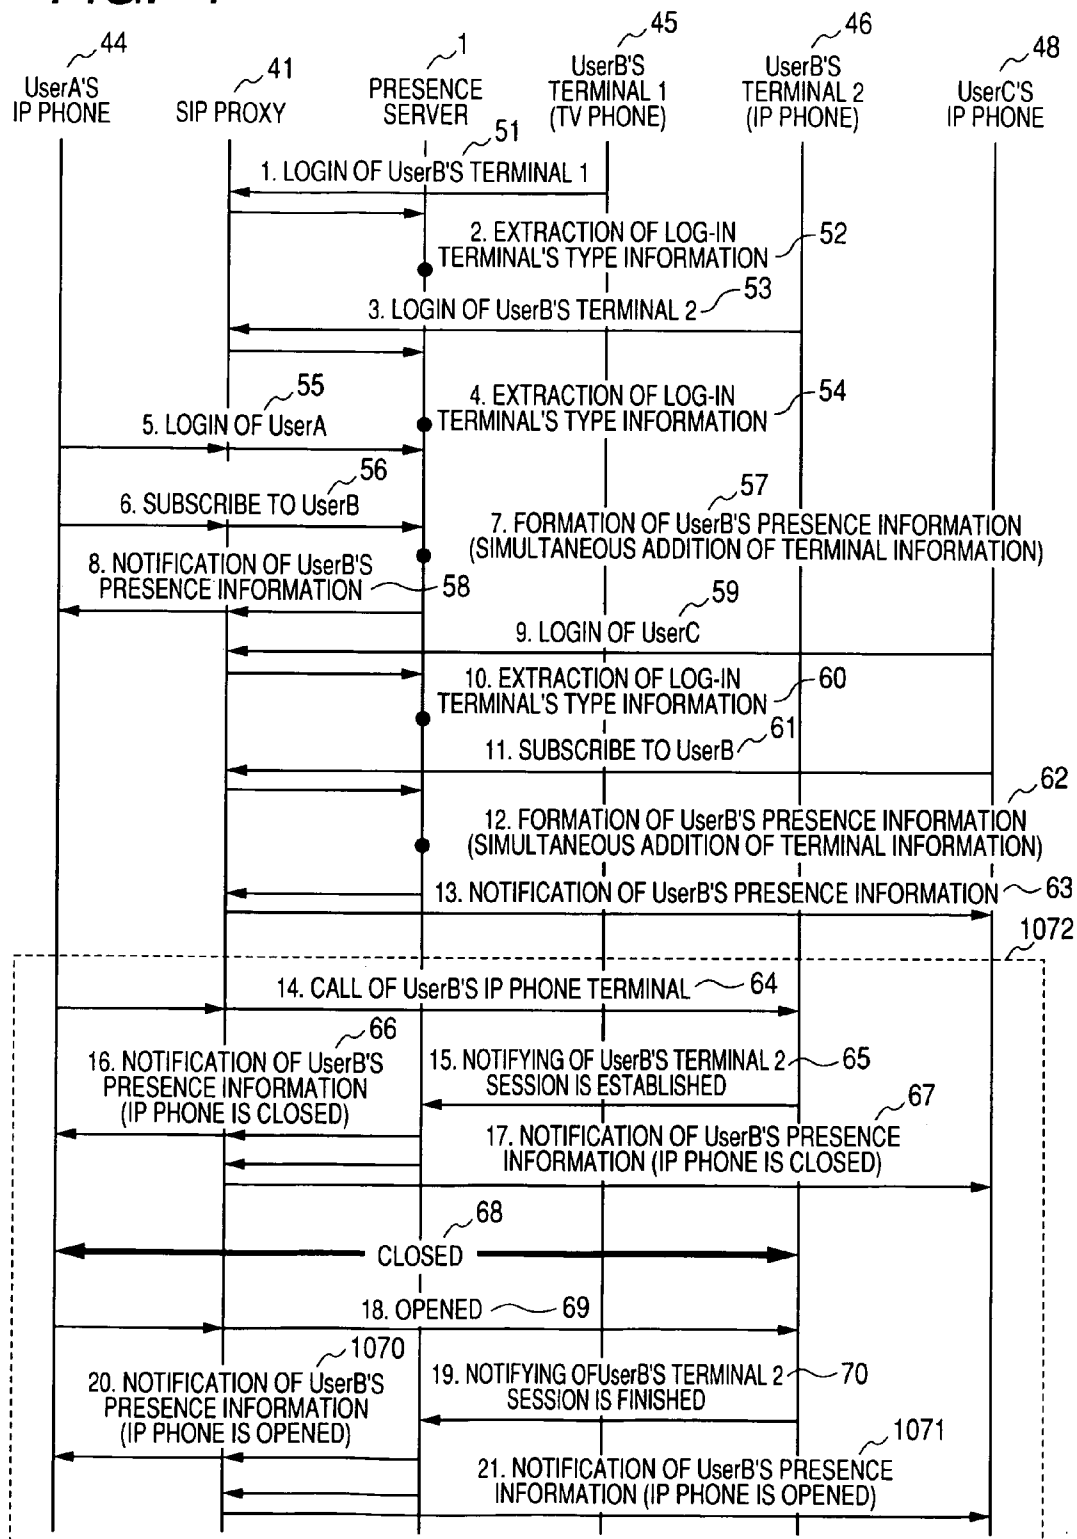 44
UserA'S
IP PHONE
41
SIP PROXY
1
PRESENCE
SERVER
45
UserB'S
TERMINAL 1
(TV PHONE)
46
UserB'S
TERMINAL 2
(IP PHONE)
48
UserC'S
IP PHONE
51
1. LOGIN OF UserB'S TERMINAL 1
2. EXTRACTION OF LOG-IN
TERMINAL'S TYPE INFORMATION
52
53
3. LOGIN OF UserB'S TERMINAL 2
4. EXTRACTION OF LOG-IN
TERMINAL'S TYPE INFORMATION
54
55
5. LOGIN OF UserA
56
6. SUBSCRIBE TO UserB
57
7. FORMATION OF UserB'S PRESENCE INFORMATION
(SIMULTANEOUS ADDITION OF TERMINAL INFORMATION)
8. NOTIFICATION OF UserB'S
PRESENCE INFORMATION
58
59
9. LOGIN OF UserC
10. EXTRACTION OF LOG-IN
TERMINAL'S TYPE INFORMATION
60
61
11. SUBSCRIBE TO UserB
62
12. FORMATION OF UserB'S PRESENCE INFORMATION
(SIMULTANEOUS ADDITION OF TERMINAL INFORMATION)
13. NOTIFICATION OF UserB'S PRESENCE INFORMATION
63
1072
14. CALL OF UserB'S IP PHONE TERMINAL
64
66
16. NOTIFICATION OF UserB'S
PRESENCE INFORMATION
(IP PHONE IS CLOSED)
15. NOTIFYING OF UserB'S TERMINAL 2
SESSION IS ESTABLISHED
65
67
17. NOTIFICATION OF UserB'S PRESENCE
INFORMATION (IP PHONE IS CLOSED)
68
CLOSED
18. OPENED
69
1070
20. NOTIFICATION OF UserB'S
PRESENCE INFORMATION
(IP PHONE IS OPENED)
19. NOTIFYING OFUserB'S TERMINAL 2
SESSION IS FINISHED
70
1071
21. NOTIFICATION OF UserB'S PRESENCE
INFORMATION (IP PHONE IS OPENED)